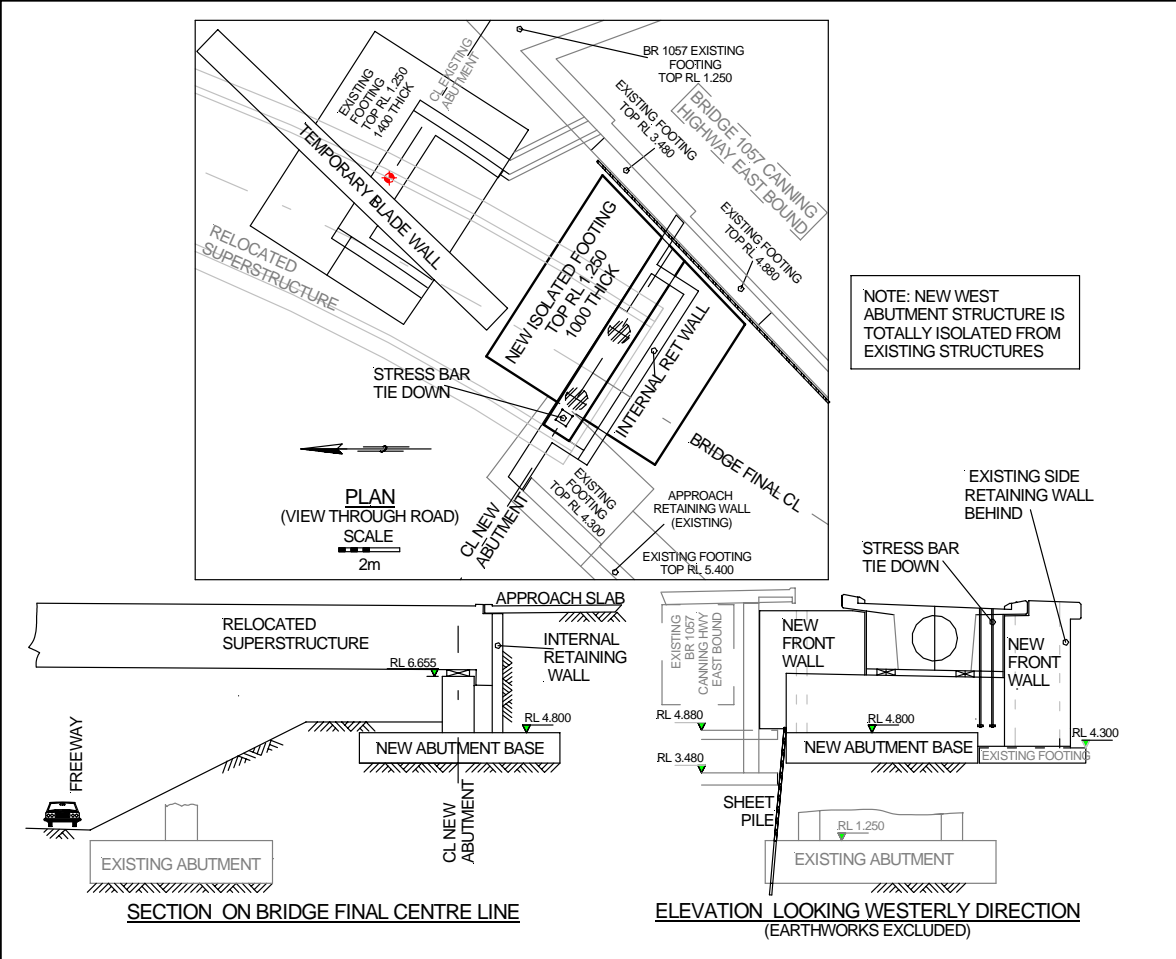 BR 1057 EXISTING
FOOTING
TOP RL 1.250
CL EXISTING
ABUTMENT
EXISTING
FOOTING
TOP RL 1.250
1400 THICK
EXISTING FOOTING
TOP RL 3.480
BRIDGE 1057 CANNING
HIGHWAY EAST BOUND
TEMPORARY BLADE WALL
EXISTING FOOTING
TOP RL 4.880
RELOCATED
SUPERSTRUCTURE
NEW ISOLATED FOOTING
TOP RL 1.250
1000 THICK
INTERNAL RET WALL
STRESS BAR
TIE DOWN
BRIDGE FINAL CL
EXISTING
FOOTING
TOP RL 4.300
CL NEW
ABUTMENT
APPROACH
RETAINING WALL
(EXISTING)
EXISTING FOOTING
TOP RL 5.400
PLAN
(VIEW THROUGH ROAD)
SCALE
2m
NOTE: NEW WEST
ABUTMENT STRUCTURE IS
TOTALLY ISOLATED FROM
EXISTING STRUCTURES
APPROACH SLAB
RELOCATED
SUPERSTRUCTURE
INTERNAL
RETAINING
WALL
RL 6.655
RL 4.800
NEW ABUTMENT BASE
FREEWAY
CL NEW
ABUTMENT
EXISTING ABUTMENT
SECTION ON BRIDGE FINAL CENTRE LINE
EXISTING SIDE
RETAINING WALL
BEHIND
STRESS BAR
TIE DOWN
EXISTING
BR 1057
CANNING HWY
EAST BOUND
NEW
FRONT
WALL
NEW
FRONT
WALL
RL 4.880
RL 4.800
RL 4.300
NEW ABUTMENT BASE
EXISTING FOOTING
RL 3.480
SHEET
PILE
RL 1.250
EXISTING ABUTMENT
ELEVATION LOOKING WESTERLY DIRECTION
(EARTHWORKS EXCLUDED)